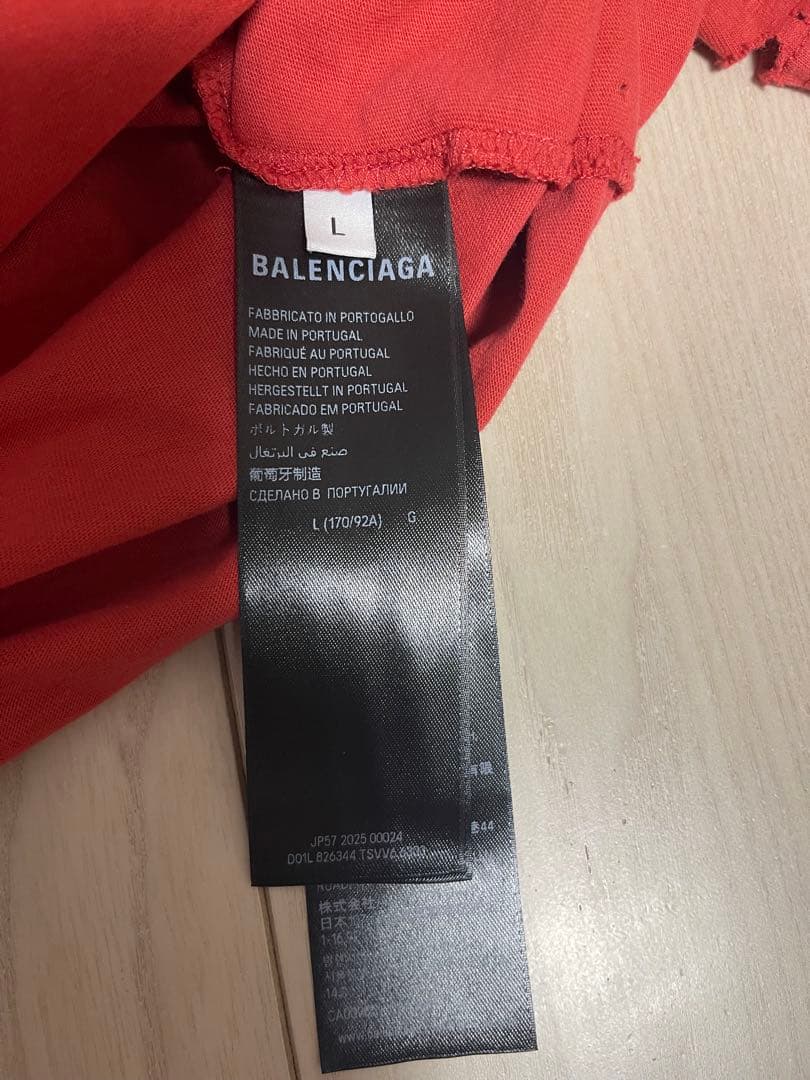 L
BALENCIAGA
FABBRICATO IN PORTOGALLO
MADE IN PORTUGAL
FABRIQUÉ AU PORTUGAL
HECHO EN PORTUGAL
HERGESTELLT IN PORTUGAL
FABRICADO EM PORTUGAL
ポルトガル製
صنع في البرتغال
葡萄牙制造
СДЕЛАНО В ПОРТУГАЛИИ
L (170/92A) G
JP57 2025 00024
D01L 826344
株式会社
日本